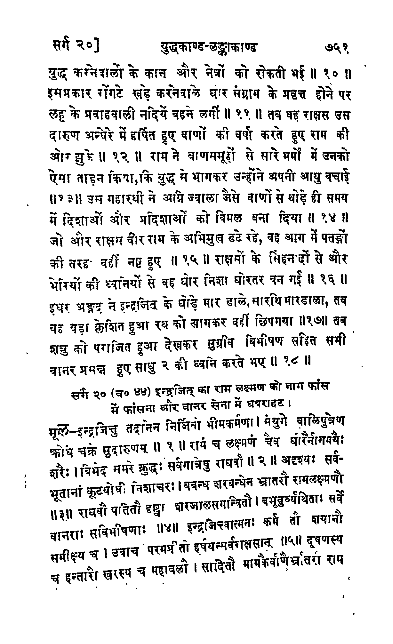 सर्ग २०] युद्धकाण्ड-लङ्काकाण्ड ७५१
युद्ध करनेवालों के कान और नेत्रों को रोकती भई ॥ १० ॥
इसप्रकार रोंगटे खड़े करनेवाले घोर संग्राम के प्रवृत्त होने पर
लहू के प्रवाहवाली नदियें बहने लगीं ॥ ११ ॥ तब वह राक्षस उस
दारुण अन्धेरे में हर्षित हुए बाणों की वर्षा करते हुए राम की
ओर झुके ॥ १२ ॥ राम ने बाणसमूहों से सारे मर्मों में उनको
ऐसा ताड़न किया, कि युद्ध से भागकर उन्होंने अपनी आयु बचाई
॥१३॥ उस महारथी ने अग्नि ज्वाला जैसे बाणों से थोड़े ही समय
में दिशाओं और प्रदिशाओं को विमल बना दिया ॥ १४ ॥
जो और राक्षस वीर राम के अभिमुख डटे रहे, वह आग में पतङ्गों
की तरह वहीं नष्ट हुए ॥ १५ ॥ राक्षसों के सिंहनादों से और
भेरियों की ध्वनियों से वह घोर निशा घोरतर बन गई ॥ १६ ॥
इधर अङ्गद ने इन्द्रजित् के घोड़े मार डाले, सारथि मारडाला, तब
वह बड़ा क्लेशित हुआ रथ को त्यागकर वहीं छिपगया ॥१७॥ तब
शत्रु को पराजित हुआ देखकर सुग्रीव विभीषण सहित सभी
वानर प्रसन्न हुए साधु २ की ध्वनि करते भए ॥ १८ ॥
सर्ग २० (व० ४४) इन्द्रजित् का राम लक्ष्मण को नाग फांस
में फांसना और वानर सेना में घबराहट।
मूल—इन्द्रजित्तु तदानेन निर्जितो भीमकर्मणा। संयुगे वालिपुत्रेण
क्रोधं चक्रे सुदारुणम् ॥ १ ॥ रामं च लक्ष्मणं चैव घोरैर्नागमयैः
शरैः। बिभेद समरे क्रुद्धः सर्वगात्रेषु राघवौ ॥ २ ॥ अदृश्यः सर्व-
भूतानां कूटयोधी निशाचरः। बबन्ध शरबन्धेन भ्रातरौ रामलक्ष्मणौ
॥३॥ राघवौ पतितौ दृष्ट्वा शरजालसमन्वितौ। बभूवुर्व्यथिताः सर्वे
वानराः सविभीषणाः ॥४॥ इन्द्रजित्त्वात्मनः कर्म तौ शयानौ
समीक्ष्य च। उवाच परमप्रीतो हर्षयन्सर्वराक्षसान् ॥५॥ दूषणस्य
च हन्तारौ खरस्य च महाबलौ। सादितौ मामकैर्बाणैर्भ्रातरौ राम